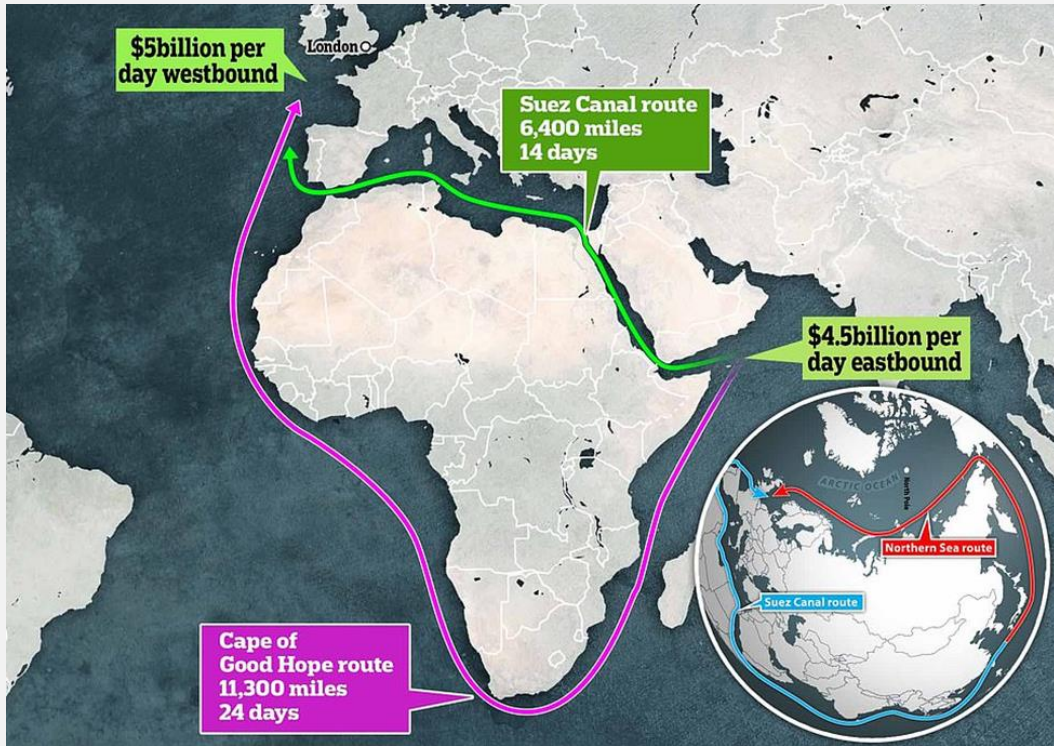 $5billion per
day westbound
London
Suez Canal route
6,400 miles
14 days
$4.5billion per
day eastbound
Cape of
Good Hope route
11,300 miles
24 days
ARCTIC OCEAN
North Pole
Northern Sea route
Suez Canal route